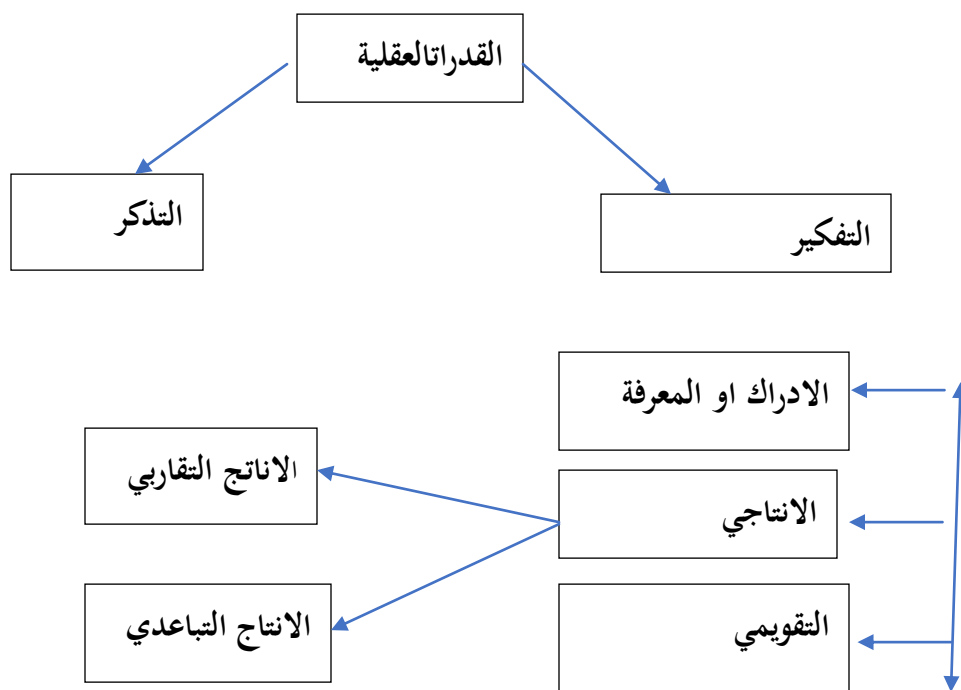 القدراتالعقلية
التفكير
التذكر
الادراك او المعرفة
الانتاجي
الاناتج التقاربي
التقويمي
الانتاج التباعدي